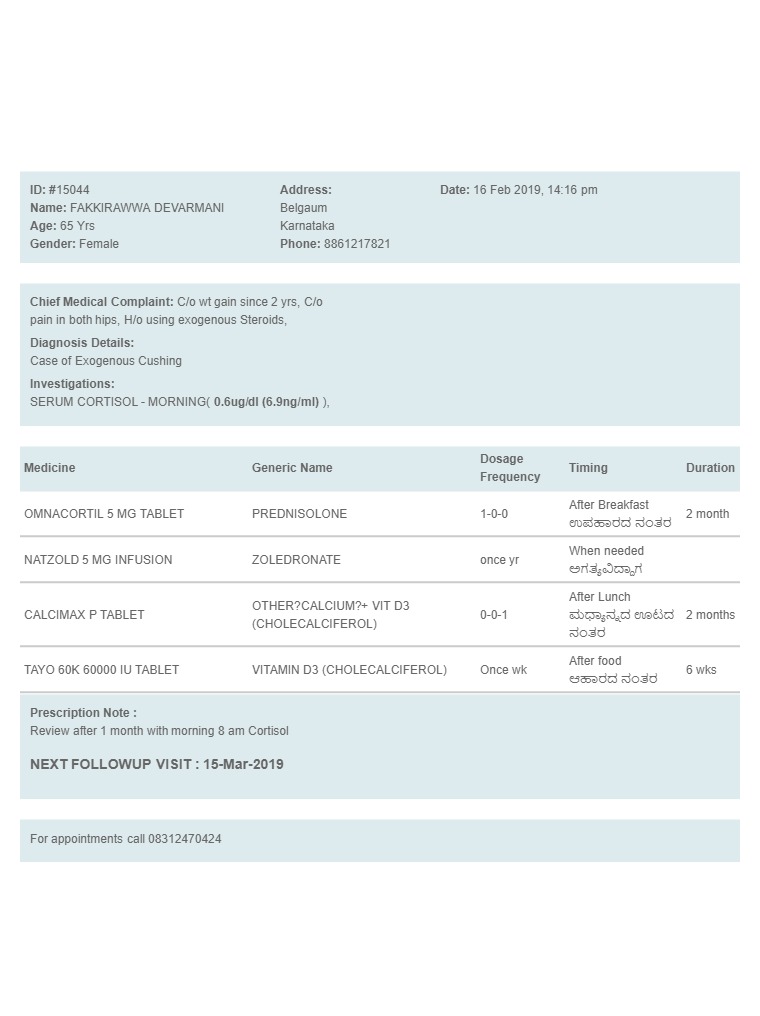 ID: #15044 Address: Date: 16 Feb 2019, 14:16 pm
Name: FAKKIRAWWA DEVARMANI Belgaum
Age: 65 Yrs Karnataka
Gender: Female Phone: 8861217821
Chief Medical Complaint: C/o wt gain since 2 yrs, C/o
pain in both hips, H/o using exogenous Steroids,
Diagnosis Details:
Case of Exogenous Cushing
Investigations:
SERUM CORTISOL - MORNING( 0.6ug/dl (6.9ng/ml) ),
Medicine Generic Name Dosage Frequency Timing Duration
OMNACORTIL 5 MG TABLET PREDNISOLONE 1-0-0 After Breakfast 2 month
ಉಪಹಾರದ ನಂತರ
NATZOLD 5 MG INFUSION ZOLEDRONATE once yr When needed
ಅಗತ್ಯವಿದ್ದಾಗ
CALCIMAX P TABLET OTHER?CALCIUM?+ VIT D3 (CHOLECALCIFEROL) 0-0-1 After Lunch 2 months
ಮಧ್ಯಾನ್ನದ ಊಟದ
ನಂತರ
TAYO 60K 60000 IU TABLET VITAMIN D3 (CHOLECALCIFEROL) Once wk After food 6 wks
ಆಹಾರದ ನಂತರ
Prescription Note :
Review after 1 month with morning 8 am Cortisol
NEXT FOLLOWUP VISIT : 15-Mar-2019
For appointments call 08312470424